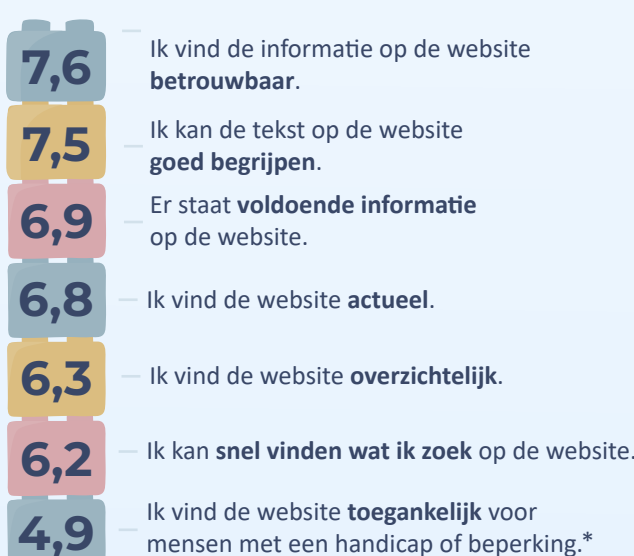 7,6
Ik vind de informatie op de website
betrouwbaar.
7,5
Ik kan de tekst op de website
goed begrijpen.
6,9
Er staat voldoende informatie
op de website.
6,8
Ik vind de website actueel.
6,3
Ik vind de website overzichtelijk.
6,2
Ik kan snel vinden wat ik zoek op de website.
4,9
Ik vind de website toegankelijk voor
mensen met een handicap of beperking.*